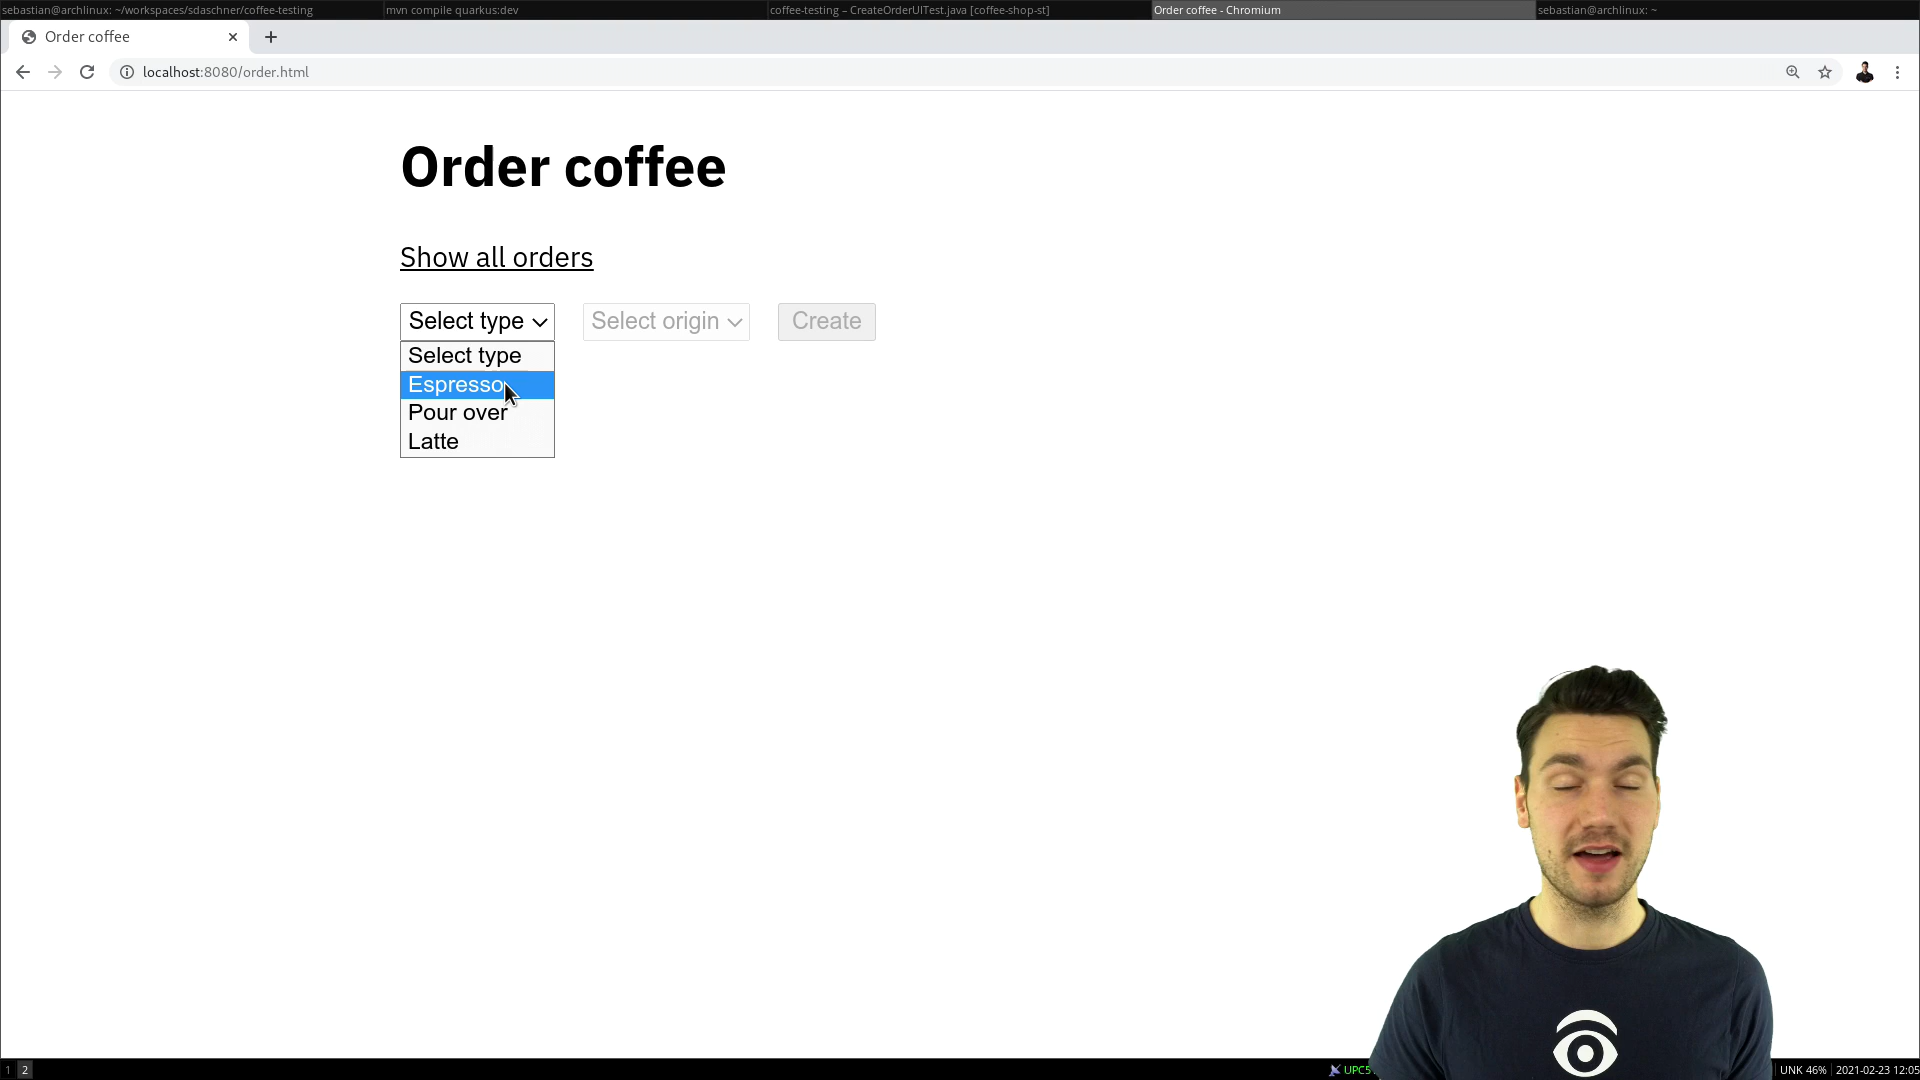 sebastian@archlinux: ~/workspaces/sdaschner/coffee-testing
mvn compile quarkus:dev
coffee-testing – CreateOrderUITest.java [coffee-shop-st]
Order coffee - Chromium
sebastian@archlinux: ~
Order coffee
localhost:8080/order.html
Order coffee
Show all orders
Select type
Select origin
Create
Select type
Espresso
Pour over
Latte
1
2
UPC5
UNK 46%
2021-02-23 12:05